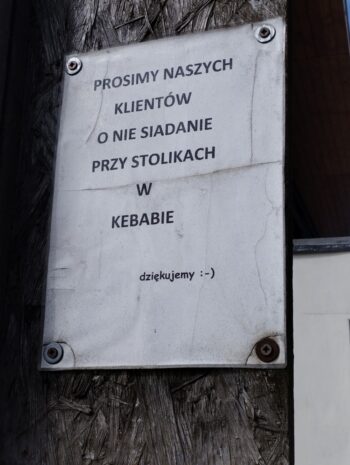 PROSIMY NASZYCH
KLIENTÓW
O NIE SIADANIE
PRZY STOLIKACH
W
KEBABIE
dziękujemy :-)